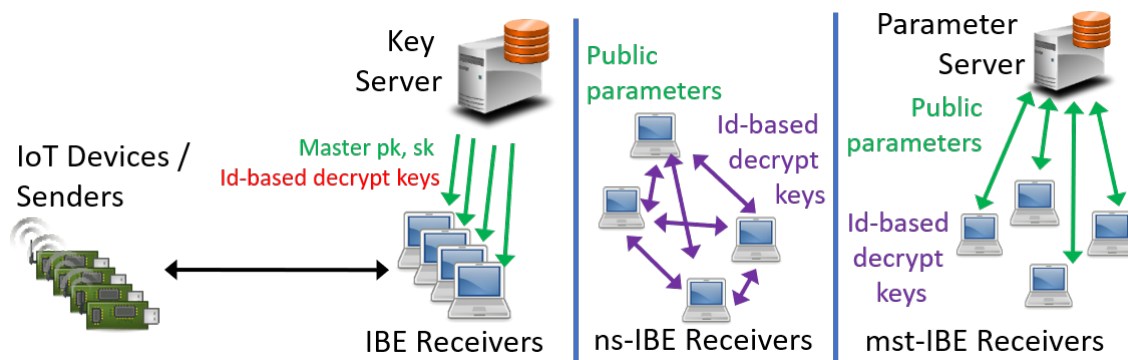 Key
Server
IoT Devices /
Senders
Master pk, sk
Id-based decrypt keys
IBE Receivers
Public
parameters
Id-based
decrypt
keys
ns-IBE Receivers
Parameter
Server
Public
parameters
Id-based
decrypt
keys
mst-IBE Receivers